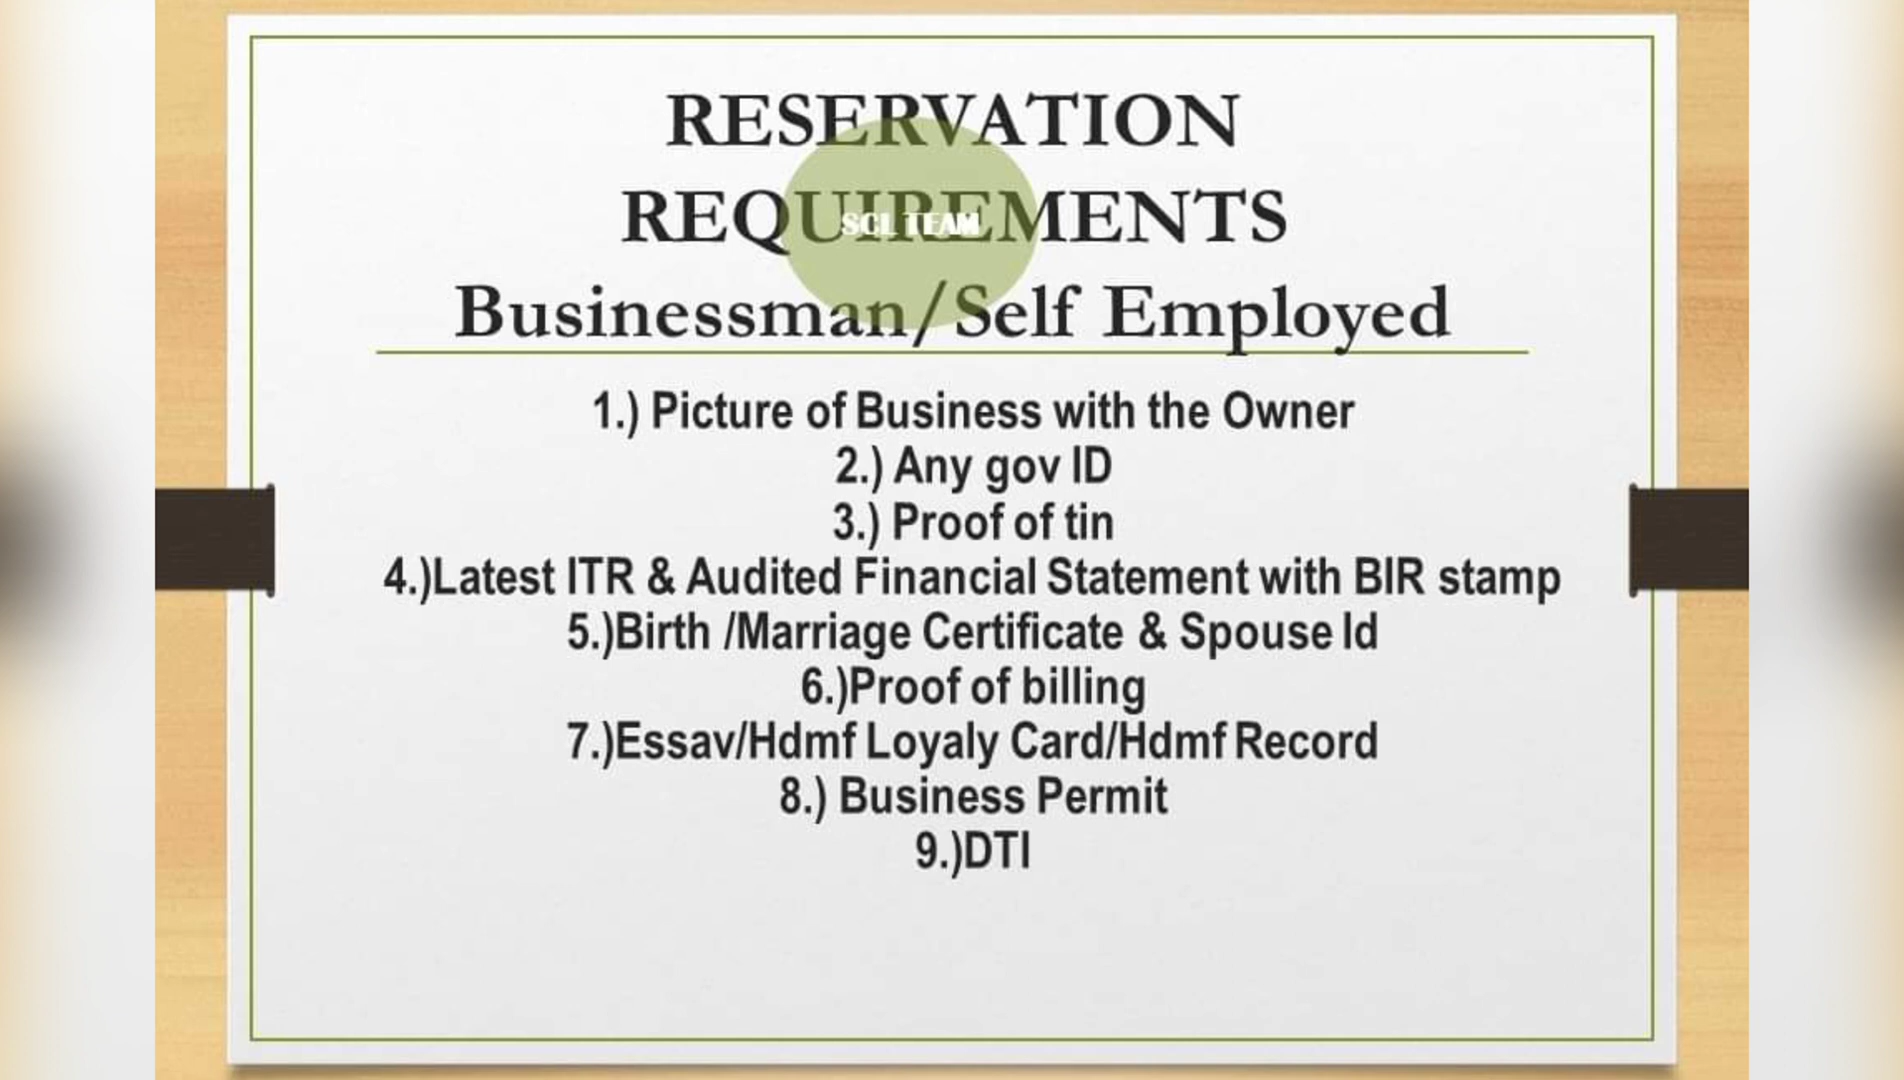 RESERVATION
REQUIREMENTS
SCL TEAM
Businessman/Self Employed
1.) Picture of Business with the Owner
2.) Any gov ID
3.) Proof of tin
4.)Latest ITR & Audited Financial Statement with BIR stamp
5.)Birth /Marriage Certificate & Spouse Id
6.)Proof of billing
7.)Essav/Hdmf Loyaly Card/Hdmf Record
8.) Business Permit
9.)DTI